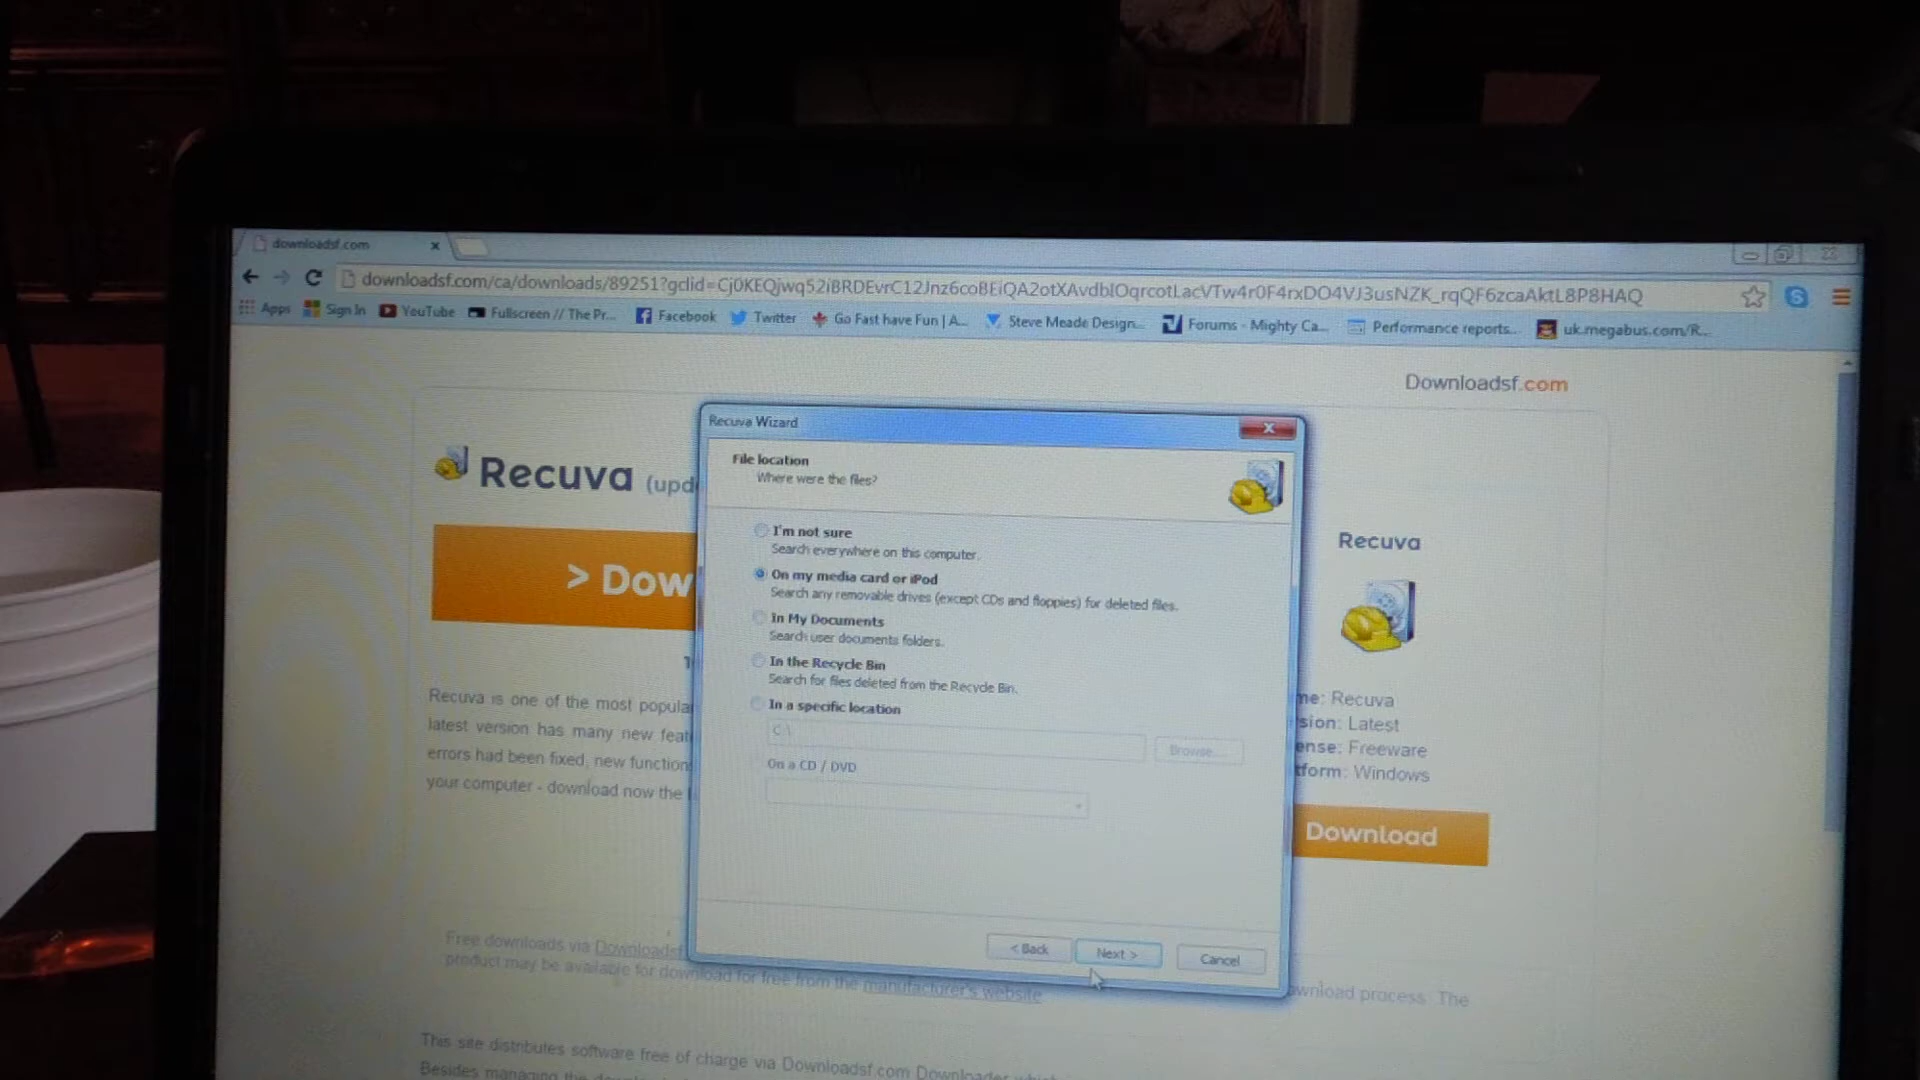 downloadsf.com
downloadsf.com/ca/downloads/89251?gclid=Cj0KEQjwq52iBRDEvrC12Jnz6coBEiQA2otXAvdblOqrcotLacVTw4r0F4rxDO4VJ3usNZK_rqQF6zcaAktL8P8HAQ
Apps Sign In YouTube Fullscreen // The Pr... Facebook Twitter Go Fast have Fun | A... Steve Meade Design... Forums - Mighty Ca... Performance reports... uk.megabus.com/R...
Downloadsf.com
Recuva (upd
> Dow
Recuva is one of the most popula
latest version has many new feat
errors had been fixed, new function
your computer - download now the
Recuva Wizard
File location
Where were the files?
I'm not sure
Search everywhere on this computer.
On my media card or iPod
Search any removable drives (except CDs and floppies) for deleted files.
In My Documents
Search user documents folders.
In the Recycle Bin
Search for files deleted from the Recycle Bin.
In a specific location
C:\
Browse...
On a CD / DVD
< Back
Next >
Cancel
Recuva
me: Recuva
sion: Latest
ense: Freeware
tform: Windows
Download
Free downloads via Downloadsf
ownload process. The
product may be available for download for free from the manufacturer's website
This site distributes software free of charge via Downloadsf.com Downloader which
Besides managing the